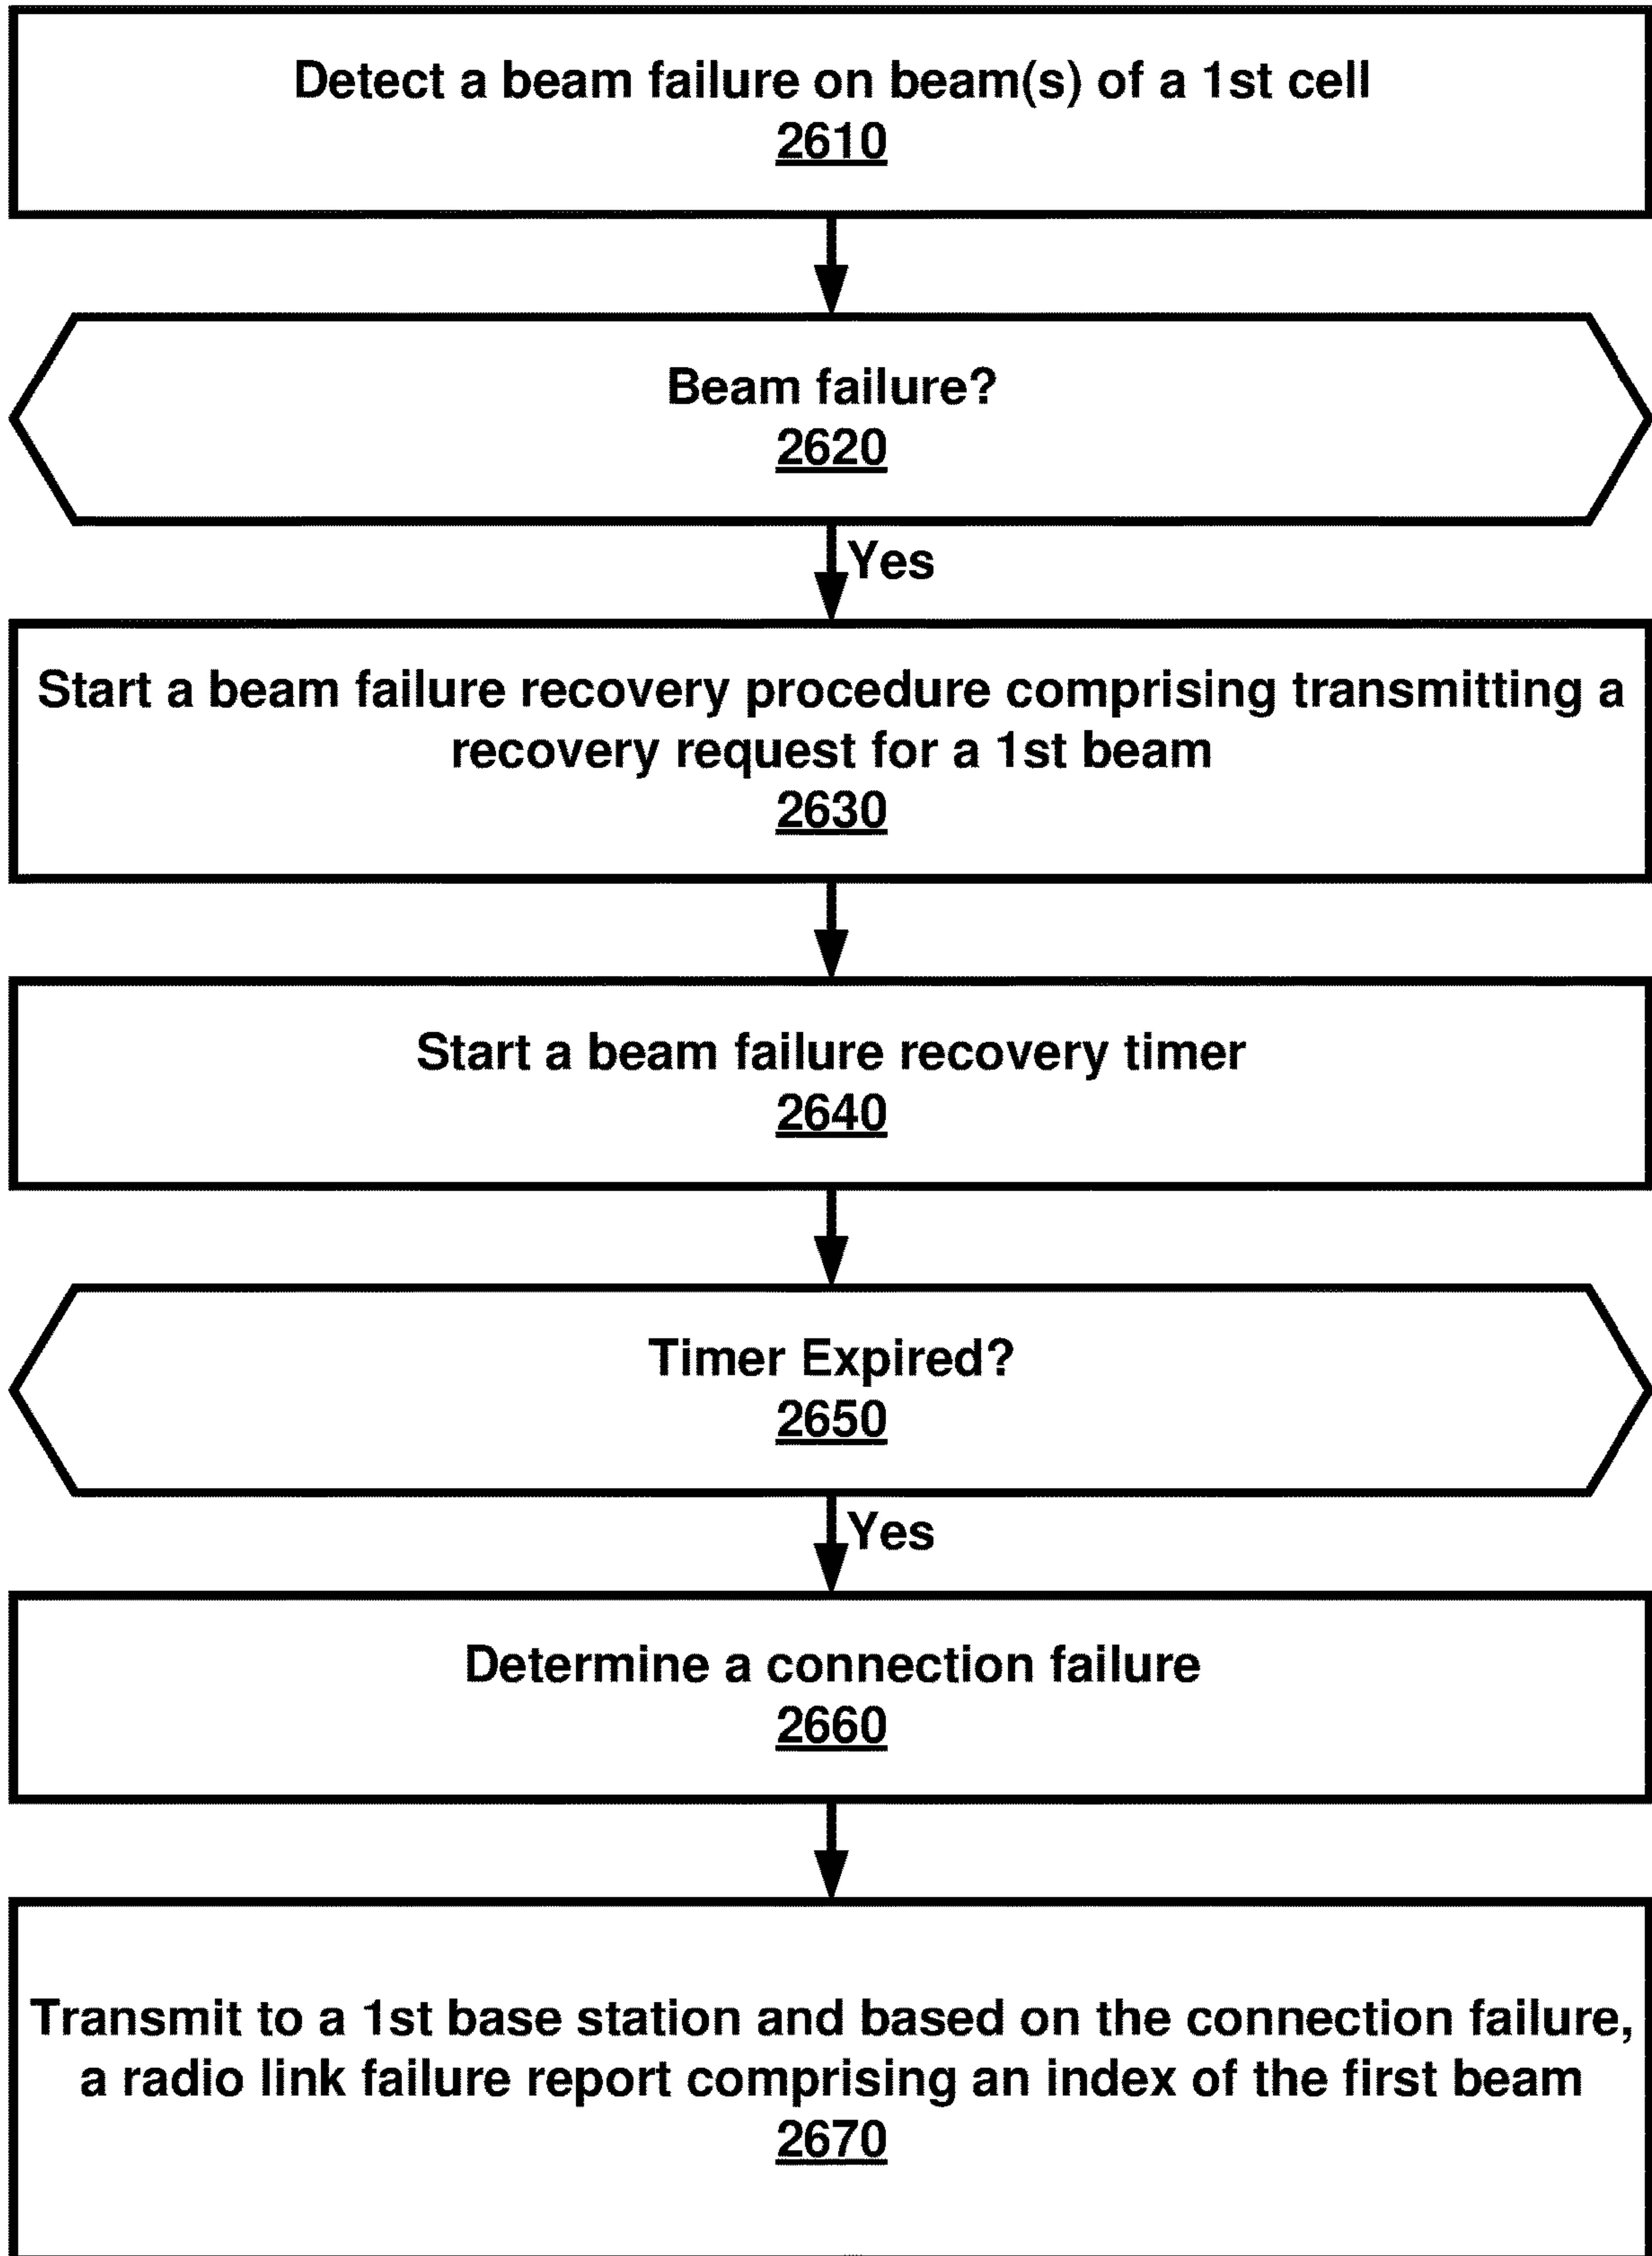 Detect a beam failure on beam(s) of a 1st cell
2610
Beam failure?
2620
Yes
Start a beam failure recovery procedure comprising transmitting a
recovery request for a 1st beam
2630
Start a beam failure recovery timer
2640
Timer Expired?
2650
Yes
Determine a connection failure
2660
Transmit to a 1st base station and based on the connection failure,
a radio link failure report comprising an index of the first beam
2670